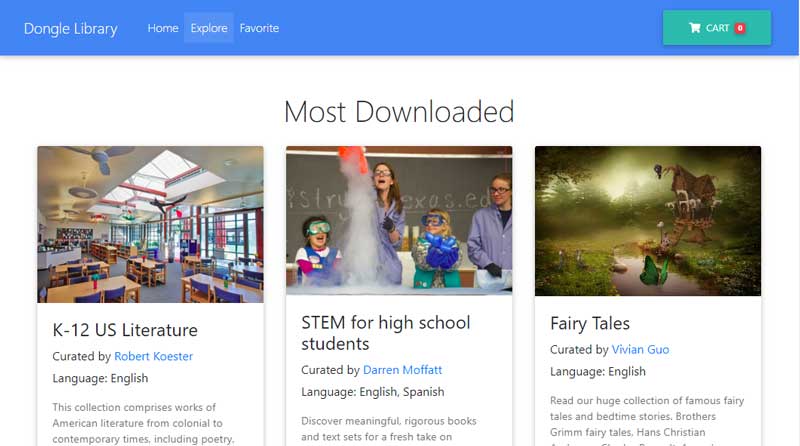 Dongle Library Home Explore Favorite CART 0
Most Downloaded
K-12 US Literature
Curated by Robert Koester
Language: English
This collection comprises works of
American literature from colonial to
contemporary times, including poetry,
STEM for high school
students
Curated by Darren Moffatt
Language: English, Spanish
Discover meaningful, rigorous books
and text sets for a fresh take on
Fairy Tales
Curated by Vivian Guo
Language: English
Read our huge collection of famous fairy
tales and bedtime stories. Brothers
Grimm fairy tales, Hans Christian